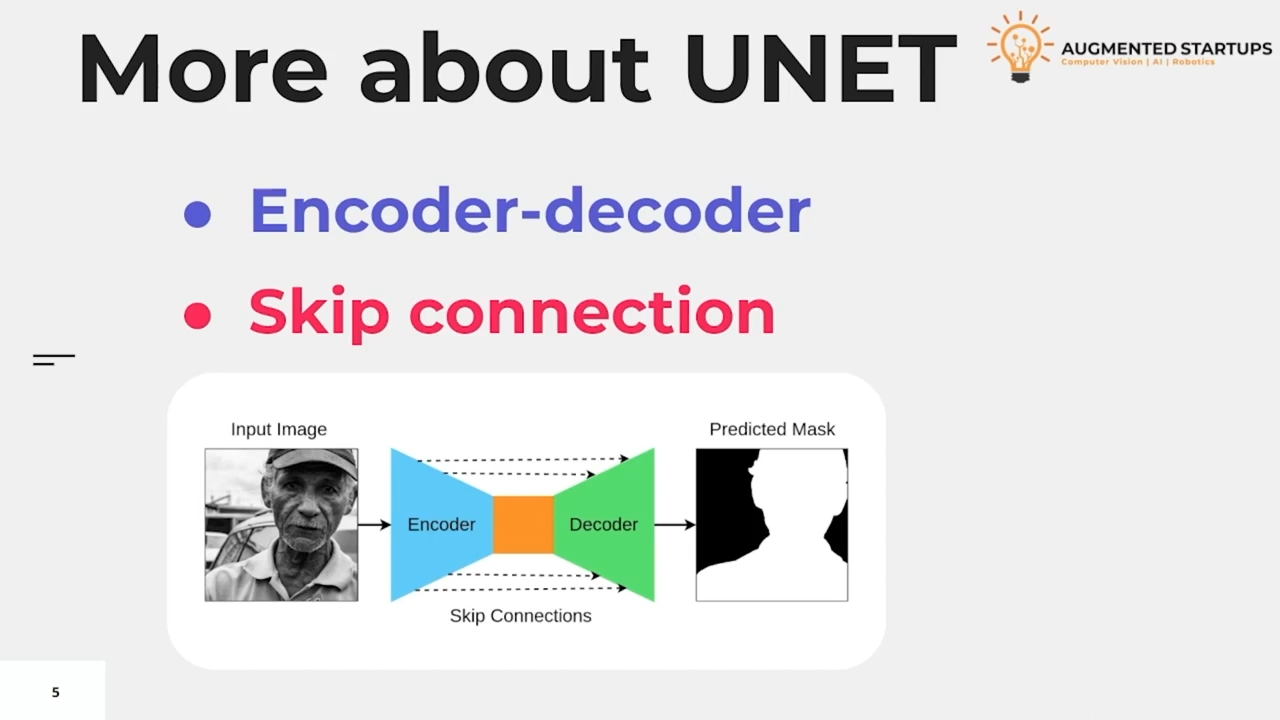 More about UNET
AUGMENTED STARTUPS
Computer Vision | AI | Robotics
● Encoder-decoder
● Skip connection
Input Image
Predicted Mask
Encoder
Decoder
Skip Connections
5